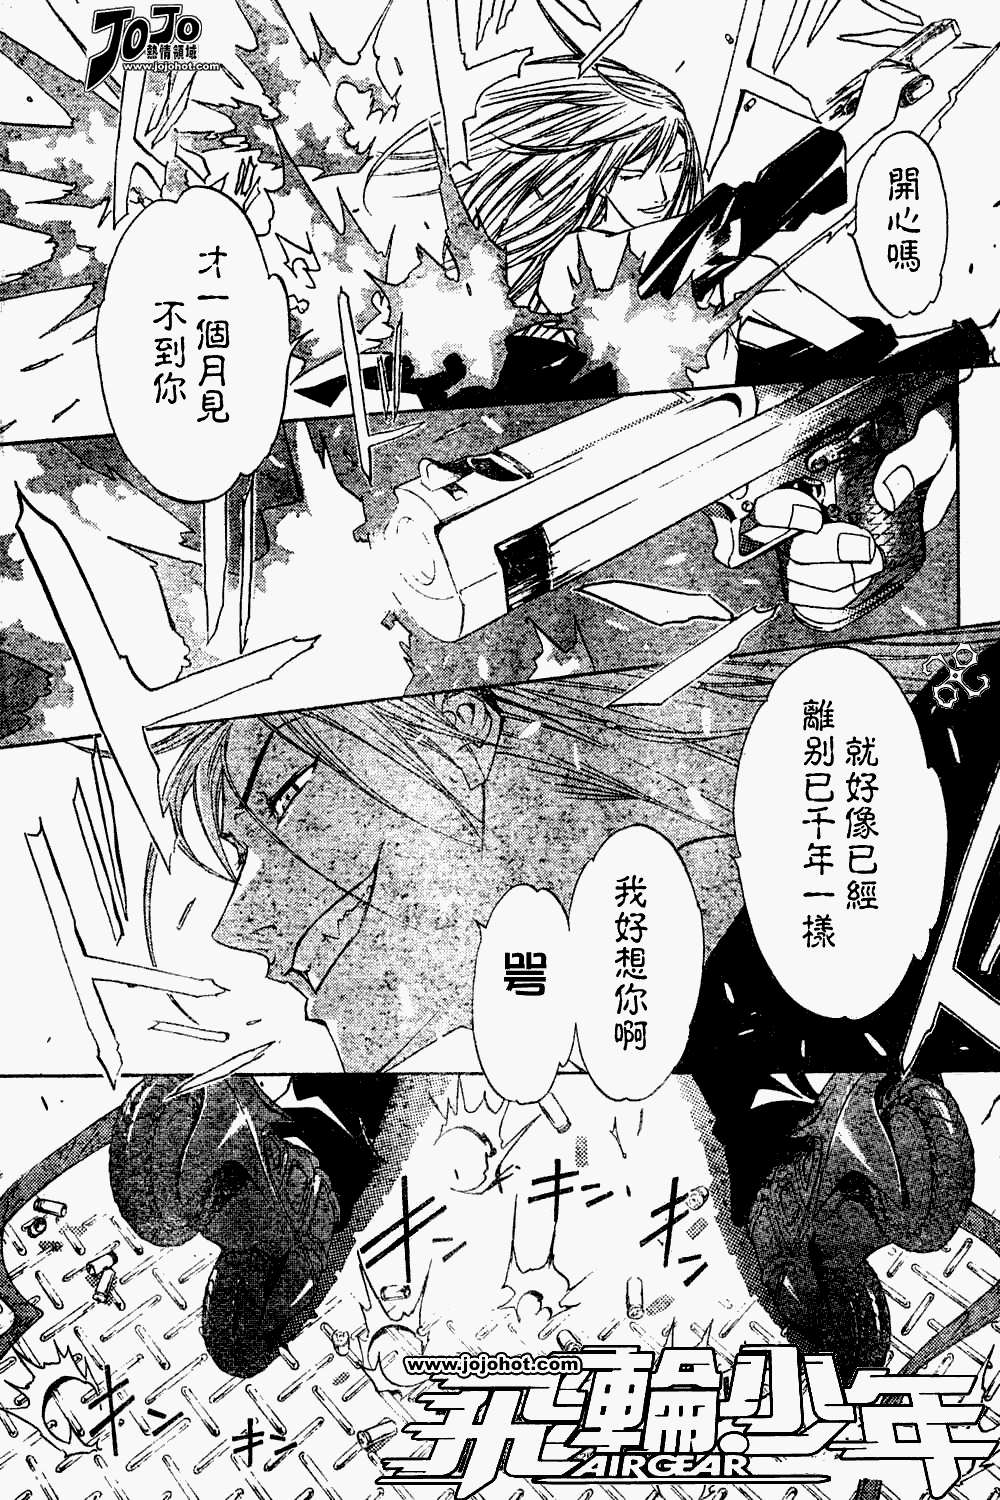 JOJO
熱情領域
www.jojohot.com
開心嗎
才一個月見
不到你
就好像已經
離別已千年一樣
我好想你啊
咢
キン
キン
キン
キン
キン
www.jojohot.com
飛輪少年
AIRGEAR